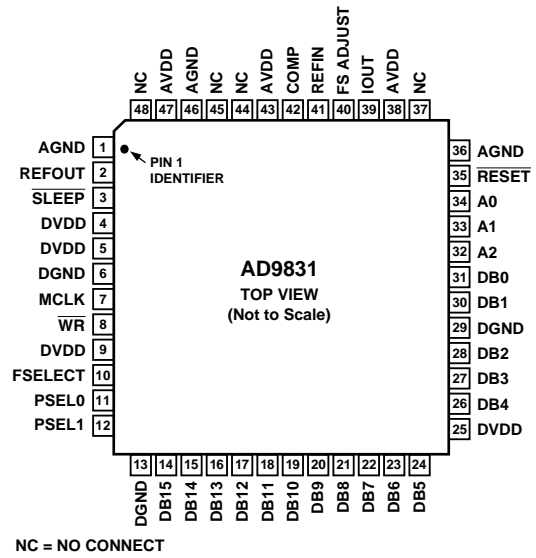 NC
AVDD
AGND
NC
NC
AVDD
COMP
REFIN
FS ADJUST
IOUT
AVDD
NC
48 47 46 45 44 43 42 41 40 39 38 37
AGND 1
REFOUT 2
SLEEP 3
DVDD 4
DVDD 5
DGND 6
MCLK 7
WR 8
DVDD 9
FSELECT 10
PSEL0 11
PSEL1 12
PIN 1
IDENTIFIER
AD9831
TOP VIEW
(Not to Scale)
36 AGND
35 RESET
34 A0
33 A1
32 A2
31 DB0
30 DB1
29 DGND
28 DB2
27 DB3
26 DB4
25 DVDD
13 14 15 16 17 18 19 20 21 22 23 24
DGND
DB15
DB14
DB13
DB12
DB11
DB10
DB9
DB8
DB7
DB6
DB5
NC = NO CONNECT